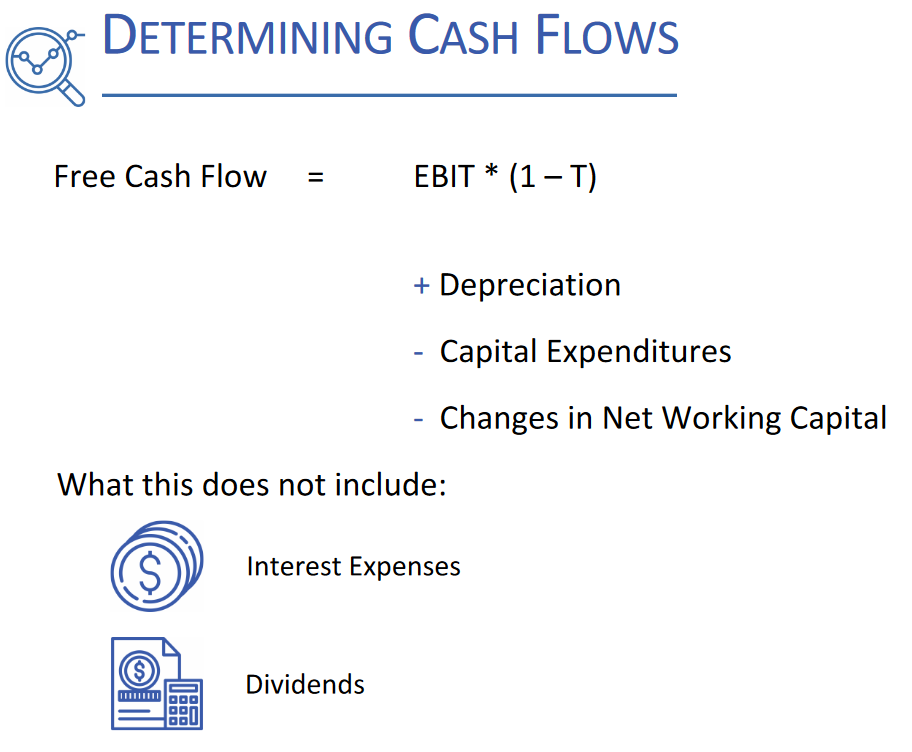 DETERMINING CASH FLOWS
Free Cash Flow = EBIT * (1 – T)
+ Depreciation
- Capital Expenditures
- Changes in Net Working Capital
What this does not include:
$
Interest Expenses
$
Dividends